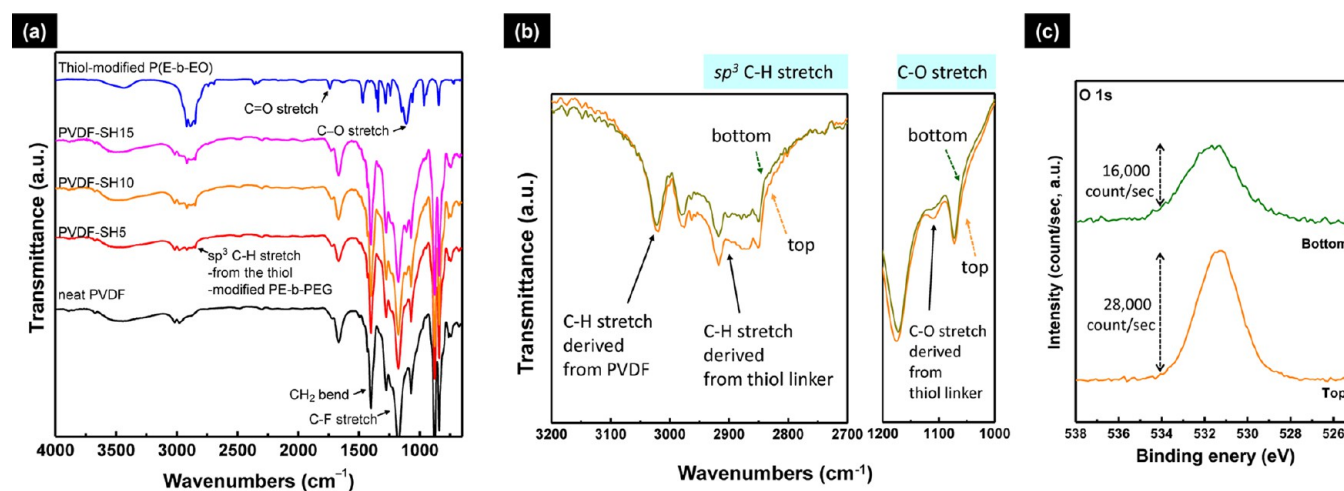 (a)
Thiol-modified P(E-b-EO)
C=O stretch
C–O stretch
PVDF-SH15
PVDF-SH10
PVDF-SH5
sp³ C-H stretch
-from the thiol
-modified PE-b-PEG
neat PVDF
CH₂ bend
C-F stretch
Transmittance (a.u.)
4000 3500 3000 2500 2000 1500 1000
Wavenumbers (cm⁻¹)
(b)
sp³ C-H stretch
C-O stretch
bottom
top
C-H stretch
derived
from PVDF
C-H stretch
derived
from thiol linker
bottom
top
C-O stretch
derived
from
thiol linker
Transmittance (a.u.)
3200 3100 3000 2900 2800 2700
1200 1100 1000
Wavenumbers (cm⁻¹)
(c)
O 1s
16,000
count/sec
Bottom
28,000
count/sec
Top
Intensity (count/sec, a.u.)
538 536 534 532 530 528 526
Binding enery (eV)